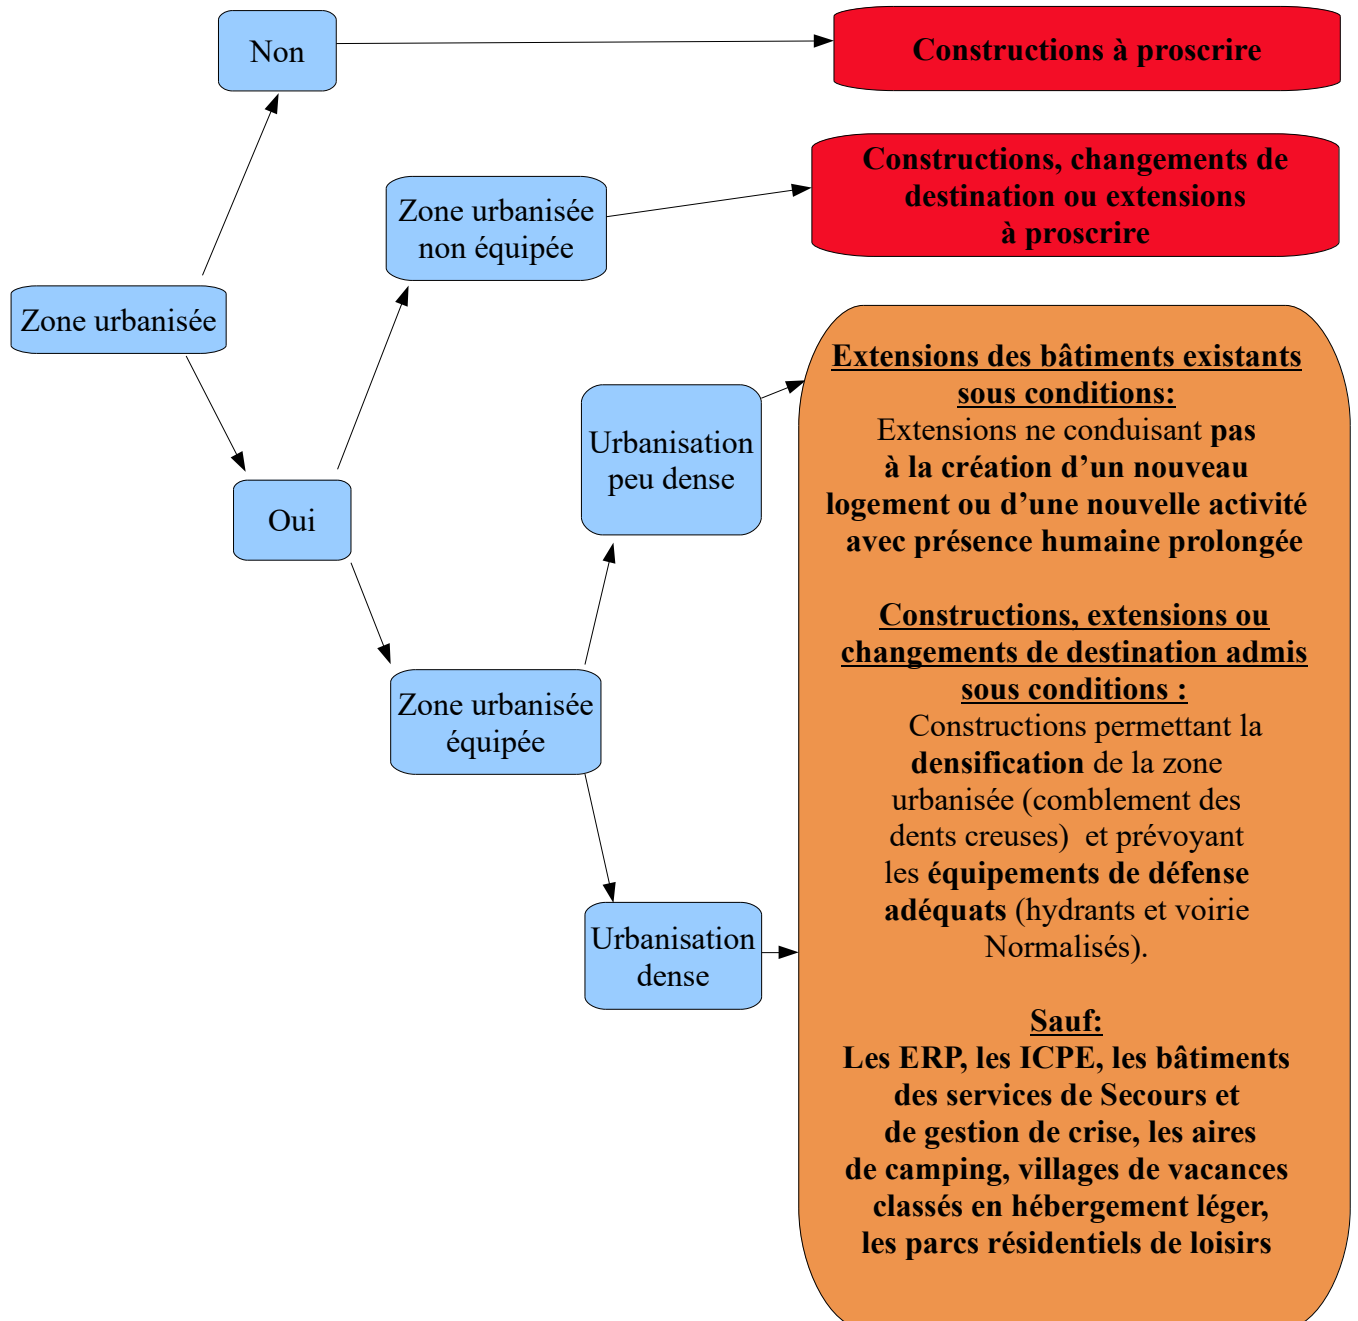 Non
Constructions à proscrire
Constructions, changements de
destination ou extensions
à proscrire
Zone urbanisée
non équipée
Zone urbanisée
Oui
Urbanisation
peu dense
Extensions des bâtiments existants
sous conditions:
Extensions ne conduisant pas
à la création d’un nouveau
logement ou d’une nouvelle activité
avec présence humaine prolongée
Constructions, extensions ou
changements de destination admis
sous conditions :
Constructions permettant la
densification de la zone
urbanisée (comblement des
dents creuses)  et prévoyant
les équipements de défense
adéquats (hydrants et voirie
Normalisés).
Sauf:
Les ERP, les ICPE, les bâtiments
des services de Secours et
de gestion de crise, les aires
de camping, villages de vacances
classés en hébergement léger,
les parcs résidentiels de loisirs
Zone urbanisée
équipée
Urbanisation
dense